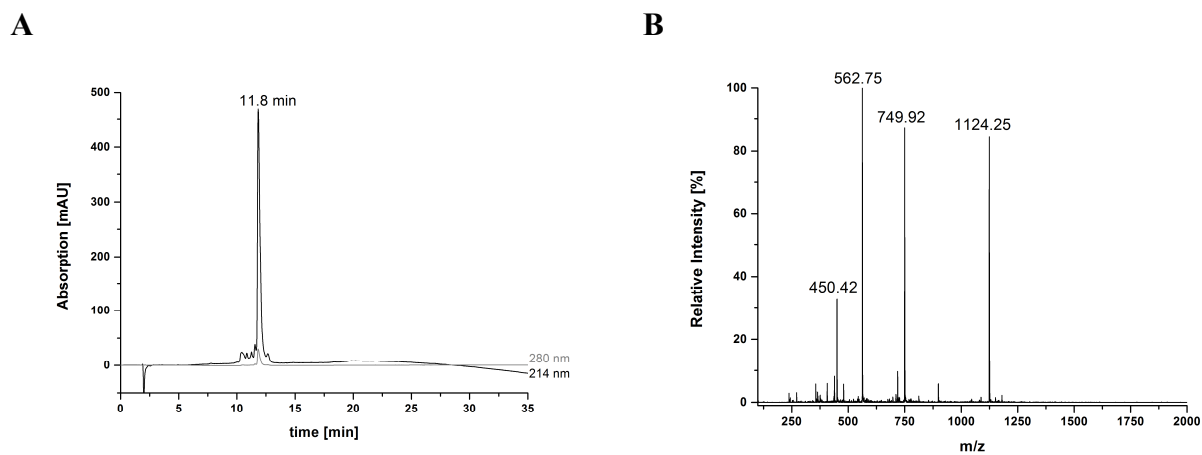 A
B
11.8 min
500
400
300
200
100
0
Absorption [mAU]
280 nm
214 nm
0 5 10 15 20 25 30 35
time [min]
562.75
749.92
1124.25
450.42
100
80
60
40
20
0
Relative Intensity [%]
250 500 750 1000 1250 1500 1750 2000
m/z